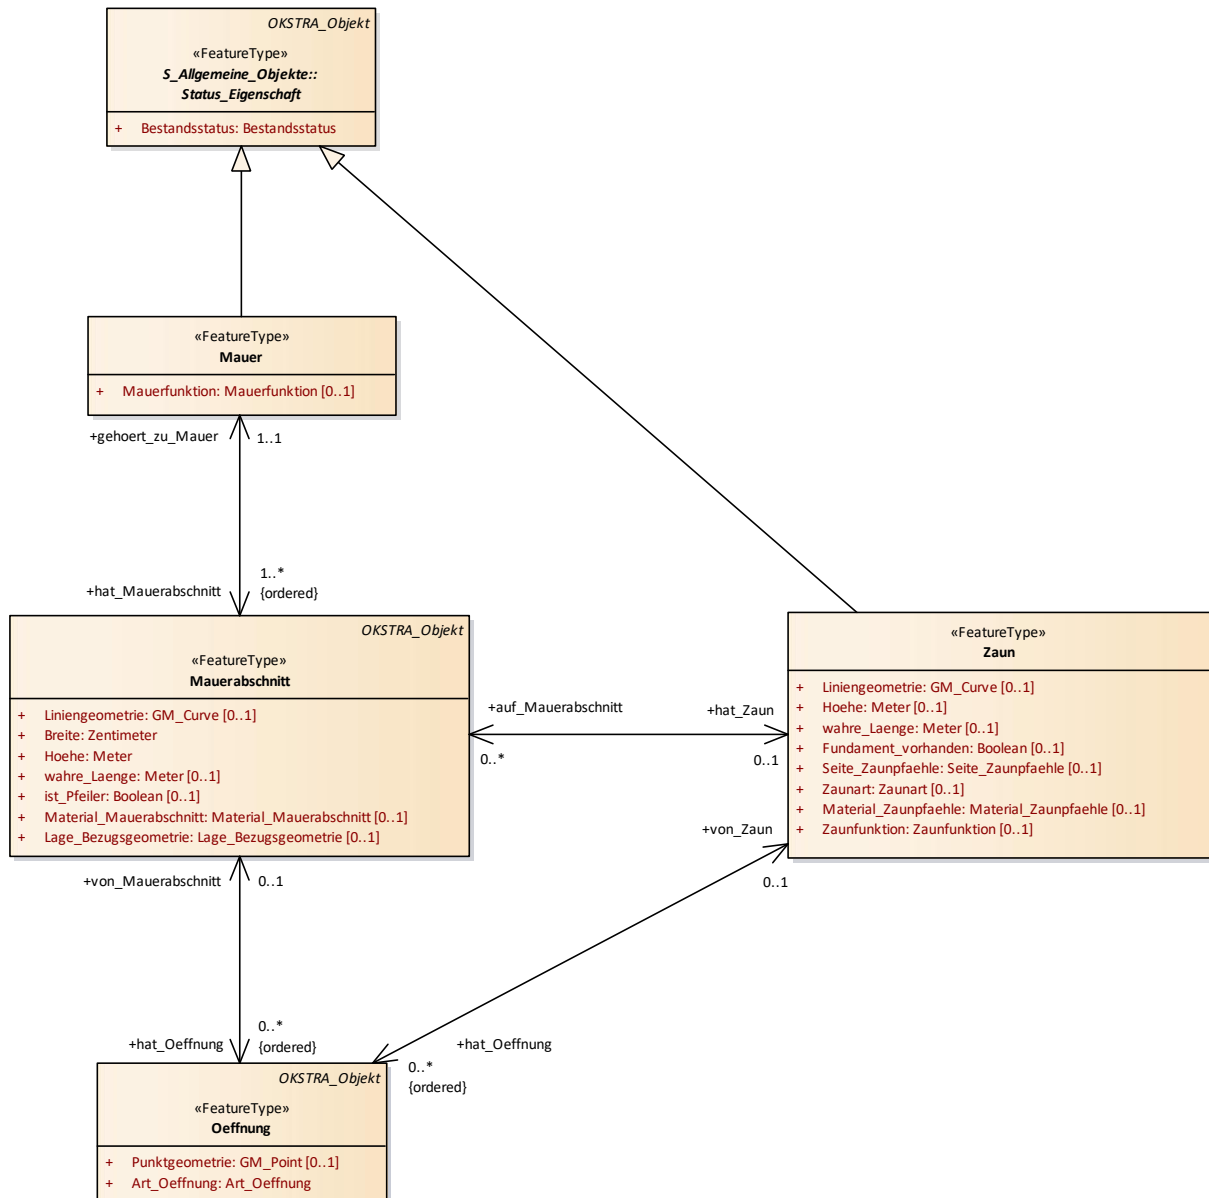 OKSTRA_Objekt
«FeatureType»
S_Allgemeine_Objekte::
Status_Eigenschaft
+ Bestandsstatus: Bestandsstatus
«FeatureType»
Mauer
+ Mauerfunktion: Mauerfunktion [0..1]
+gehoert_zu_Mauer 1..1
1..*
+hat_Mauerabschnitt {ordered}
OKSTRA_Objekt
«FeatureType»
Mauerabschnitt
+ Liniengeometrie: GM_Curve [0..1]
+ Breite: Zentimeter
+ Hoehe: Meter
+ wahre_Laenge: Meter [0..1]
+ ist_Pfeiler: Boolean [0..1]
+ Material_Mauerabschnitt: Material_Mauerabschnitt [0..1]
+ Lage_Bezugsgeometrie: Lage_Bezugsgeometrie [0..1]
+auf_Mauerabschnitt +hat_Zaun
0..* 0..1
«FeatureType»
Zaun
+ Liniengeometrie: GM_Curve [0..1]
+ Hoehe: Meter [0..1]
+ wahre_Laenge: Meter [0..1]
+ Fundament_vorhanden: Boolean [0..1]
+ Seite_Zaunpfaehle: Seite_Zaunpfaehle [0..1]
+ Zaunart: Zaunart [0..1]
+ Material_Zaunpfaehle: Material_Zaunpfaehle [0..1]
+ Zaunfunktion: Zaunfunktion [0..1]
+von_Zaun
0..1
+von_Mauerabschnitt 0..1
0..*
+hat_Oeffnung {ordered}
+hat_Oeffnung
0..*
{ordered}
OKSTRA_Objekt
«FeatureType»
Oeffnung
+ Punktgeometrie: GM_Point [0..1]
+ Art_Oeffnung: Art_Oeffnung